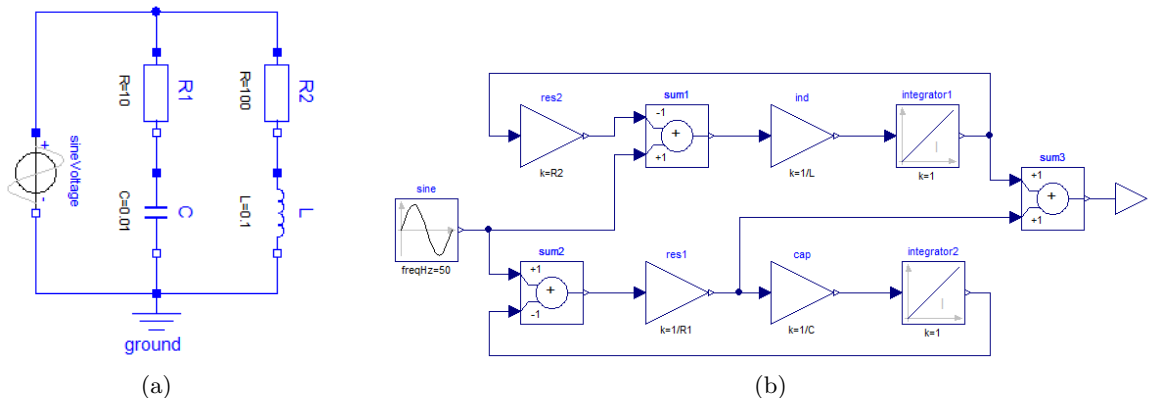 R1
R=10
R2
R=100
sineVoltage
+
-
C
C=0.01
L
L=0.1
ground
(a)
res2
k=R2
sum1
-1
+
+1
ind
k=1/L
integrator1
I
k=1
sum3
+1
+
+1
sine
freqHz=50
sum2
+1
+
-1
res1
k=1/R1
cap
k=1/C
integrator2
I
k=1
(b)